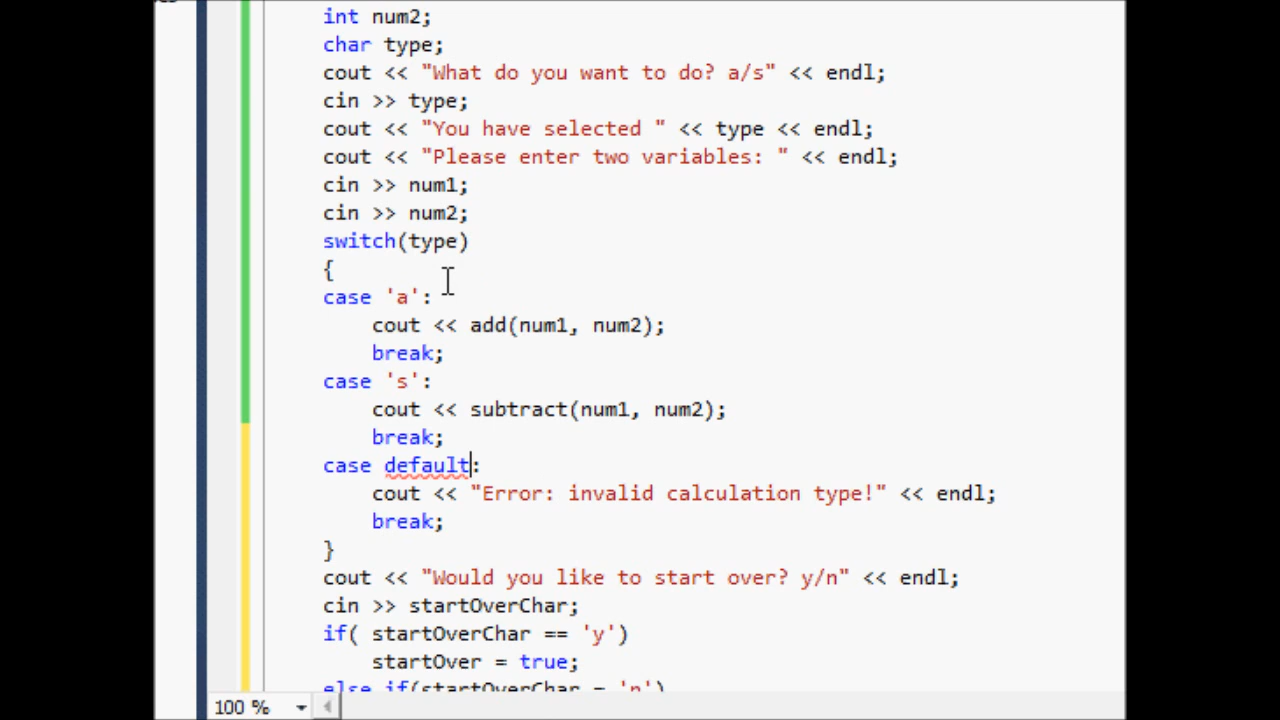 int num2;
char type;
cout << "What do you want to do? a/s" << endl;
cin >> type;
cout << "You have selected " << type << endl;
cout << "Please enter two variables: " << endl;
cin >> num1;
cin >> num2;
switch(type)
{
case 'a':
cout << add(num1, num2);
break;
case 's':
cout << subtract(num1, num2);
break;
case default:
cout << "Error: invalid calculation type!" << endl;
break;
}
cout << "Would you like to start over? y/n" << endl;
cin >> startOverChar;
if( startOverChar == 'y')
startOver = true;
else if(startOverChar = 'n')
100 %